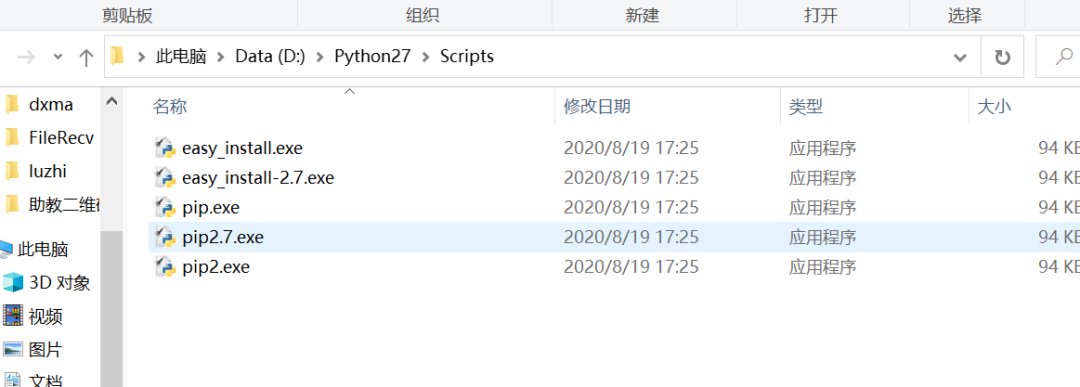 剪贴板 组织 新建 打开 选择
此电脑 Data (D:) Python27 Scripts
名称 修改日期 类型 大小
dxma
FileRecv
luzhi
助教二维
此电脑
3D 对象
视频
图片
文档
easy_install.exe 2020/8/19 17:25 应用程序 94 KB
easy_install-2.7.exe 2020/8/19 17:25 应用程序 94 KB
pip.exe 2020/8/19 17:25 应用程序 94 KB
pip2.7.exe 2020/8/19 17:25 应用程序 94 KB
pip2.exe 2020/8/19 17:25 应用程序 94 KB